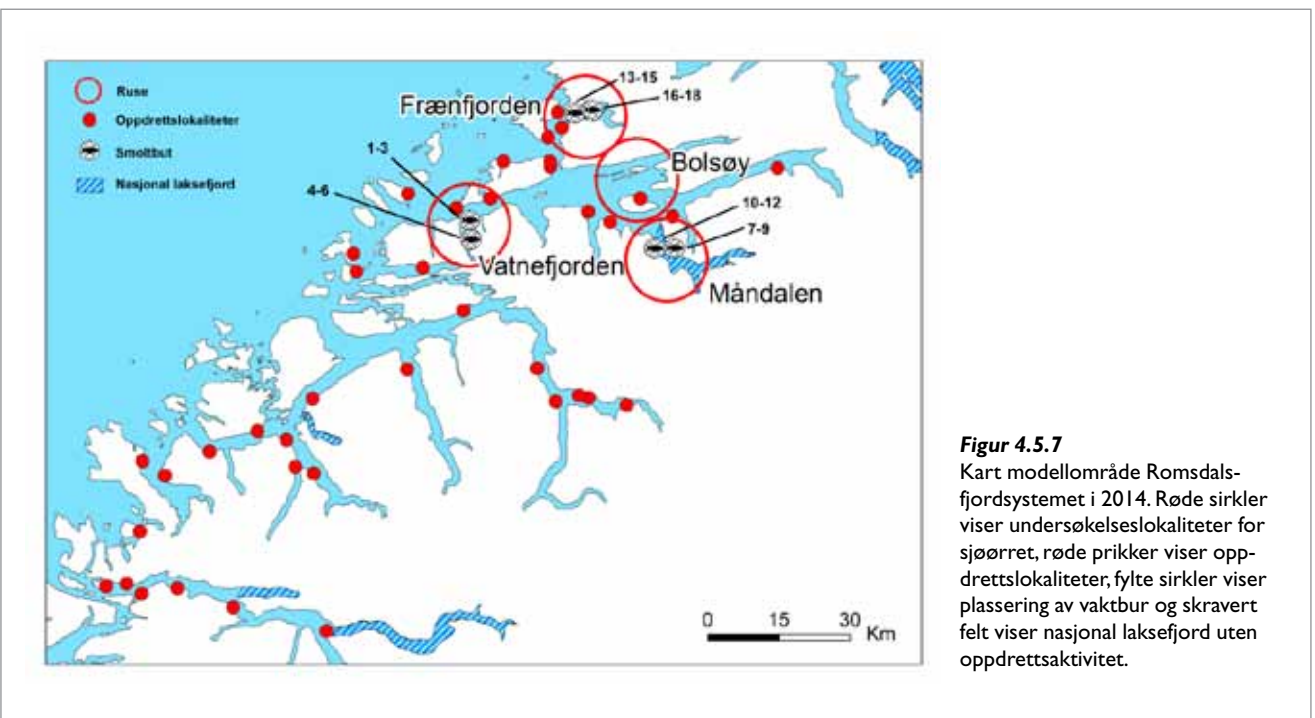 Ruse
Oppdrettslokaliteter
Smoltbut
Nasjonal laksefjord
Frænfjorden
13-15
16-18
1-3
4-6
Bolsøy
10-12
7-9
Vatnefjorden
Måndalen
0 15 30
Km
Figur 4.5.7
Kart modellområde Romsdals-
fjordsystemet i 2014. Røde sirkler
viser undersøkelseslokaliteter for
sjøørret, røde prikker viser opp-
drettslokaliteter, fylte sirkler viser
plassering av vaktbur og skravert
felt viser nasjonal laksefjord uten
oppdrettsaktivitet.